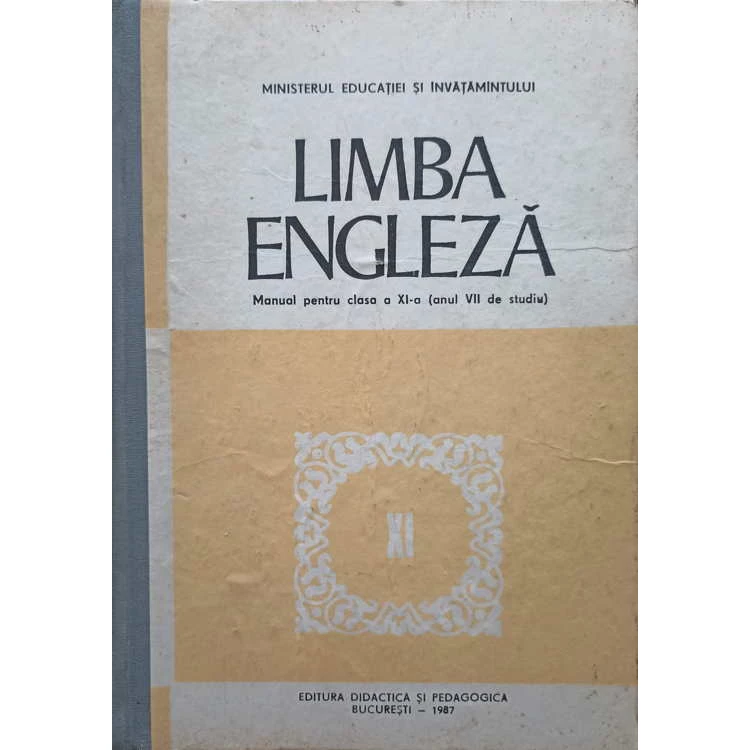 MINISTERUL EDUCAȚIEI ȘI ÎNVĂȚĂMÎNTULUI
LIMBA
ENGLEZĂ
Manual pentru clasa a XI-a (anul VII de studiu)
XI
EDITURA DIDACTICA ȘI PEDAGOGICA
BUCUREȘTI – 1987